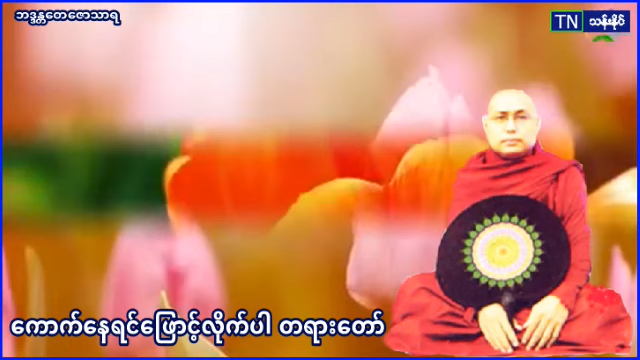 ဘဒ္ဒန္တတေဇောသာရ
TN သန်းနိုင်
ကောက်နေရင်ဖြောင့်လိုက်ပါ တရားတော်